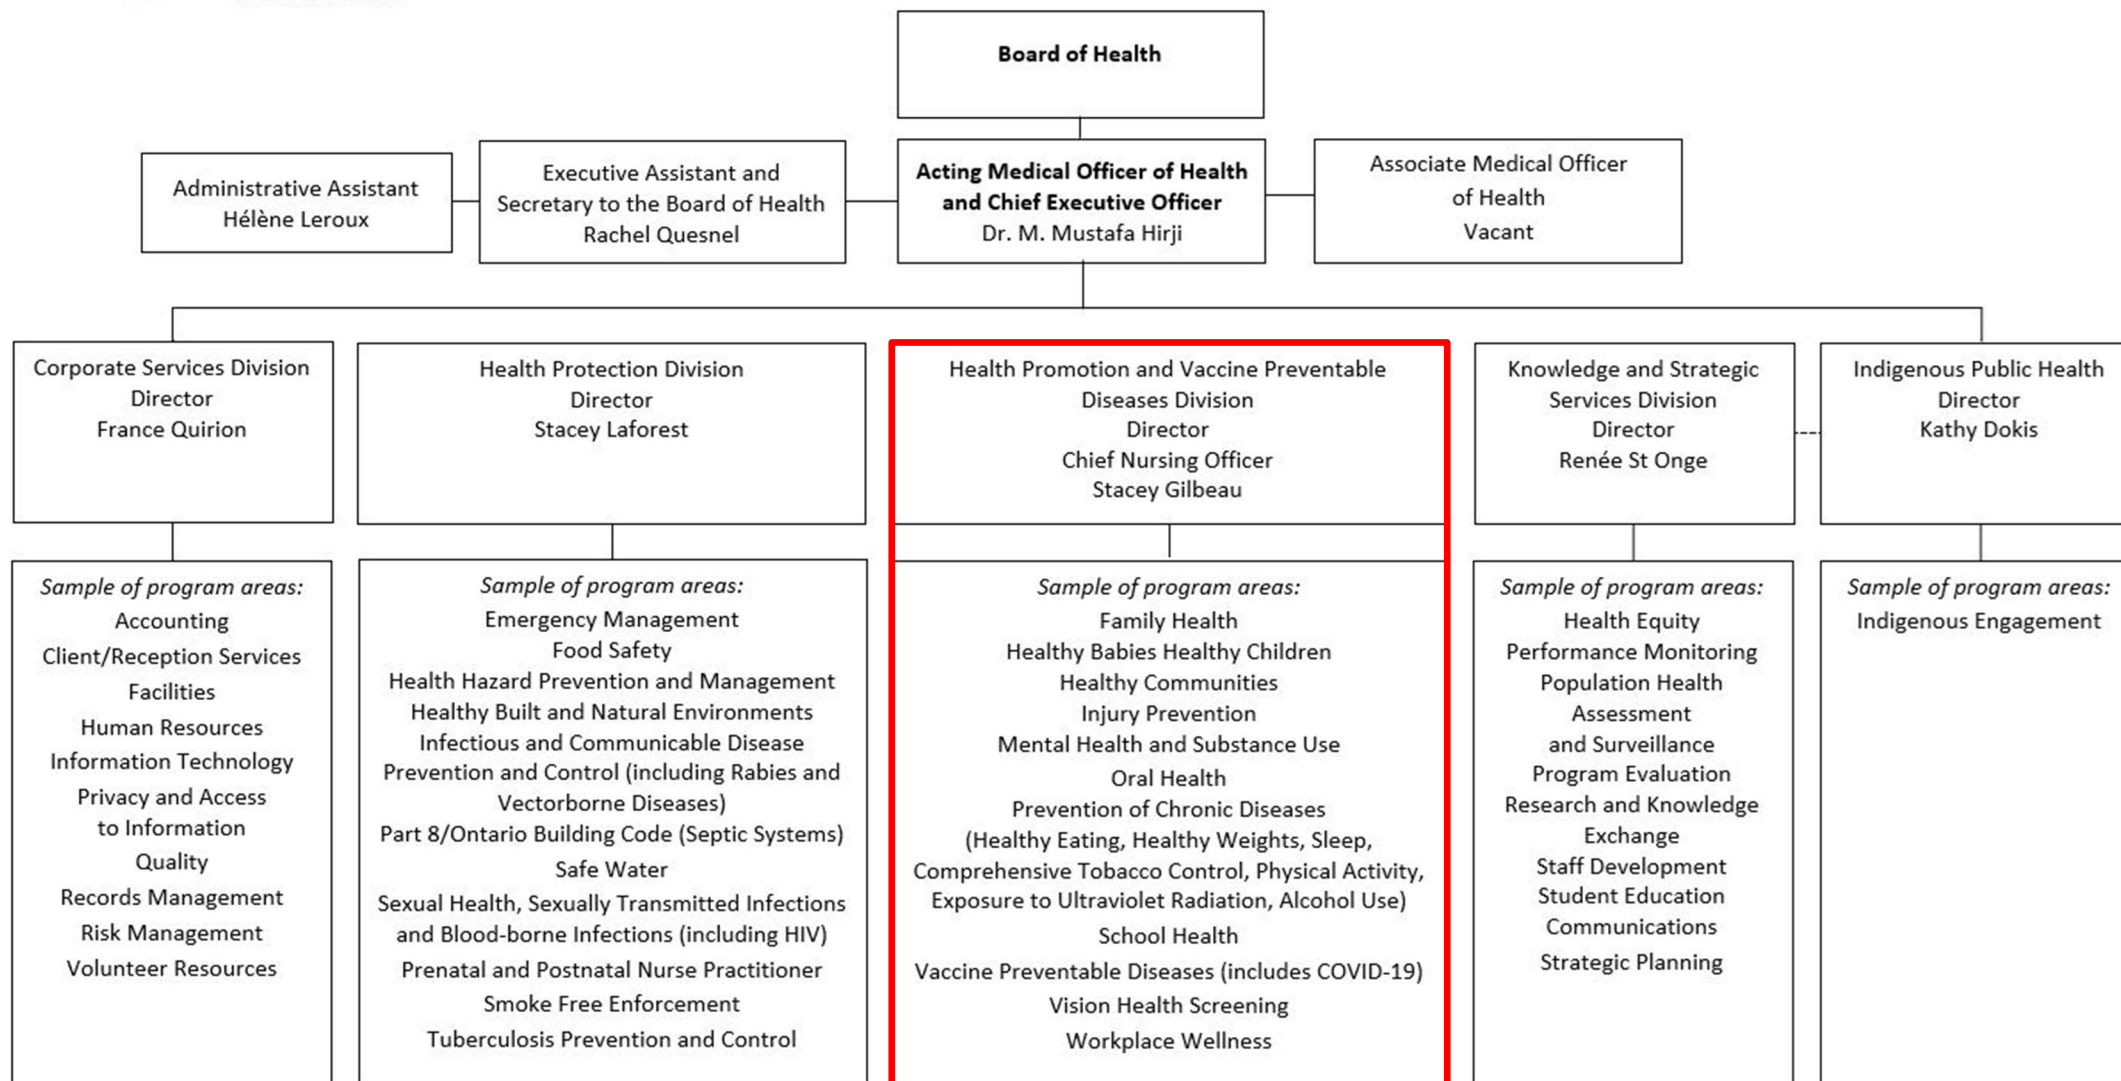 Board of Health
Administrative Assistant
Hélène Leroux
Executive Assistant and
Secretary to the Board of Health
Rachel Quesnel
Acting Medical Officer of Health
and Chief Executive Officer
Dr. M. Mustafa Hirji
Associate Medical Officer
of Health
Vacant
Corporate Services Division
Director
France Quirion
Health Protection Division
Director
Stacey Laforest
Health Promotion and Vaccine Preventable
Diseases Division
Director
Chief Nursing Officer
Stacey Gilbeau
Knowledge and Strategic
Services Division
Director
Renée St Onge
Indigenous Public Health
Director
Kathy Dokis
Sample of program areas:
Accounting
Client/Reception Services
Facilities
Human Resources
Information Technology
Privacy and Access
to Information
Quality
Records Management
Risk Management
Volunteer Resources
Sample of program areas:
Emergency Management
Food Safety
Health Hazard Prevention and Management
Healthy Built and Natural Environments
Infectious and Communicable Disease
Prevention and Control (including Rabies and
Vectorborne Diseases)
Part 8/Ontario Building Code (Septic Systems)
Safe Water
Sexual Health, Sexually Transmitted Infections
and Blood-borne Infections (including HIV)
Prenatal and Postnatal Nurse Practitioner
Smoke Free Enforcement
Tuberculosis Prevention and Control
Sample of program areas:
Family Health
Healthy Babies Healthy Children
Healthy Communities
Injury Prevention
Mental Health and Substance Use
Oral Health
Prevention of Chronic Diseases
(Healthy Eating, Healthy Weights, Sleep,
Comprehensive Tobacco Control, Physical Activity,
Exposure to Ultraviolet Radiation, Alcohol Use)
School Health
Vaccine Preventable Diseases (includes COVID-19)
Vision Health Screening
Workplace Wellness
Sample of program areas:
Health Equity
Performance Monitoring
Population Health
Assessment
and Surveillance
Program Evaluation
Research and Knowledge
Exchange
Staff Development
Student Education
Communications
Strategic Planning
Sample of program areas:
Indigenous Engagement